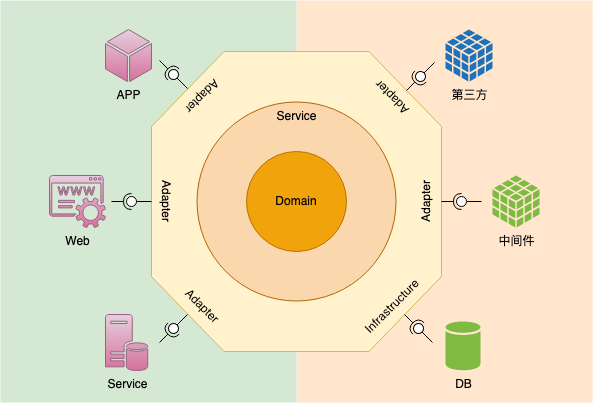 APP
Adapter
Adapter
第三方
Service
WWW
Adapter
Domain
Adapter
Web
中间件
Adapter
Infrastructure
Service
DB